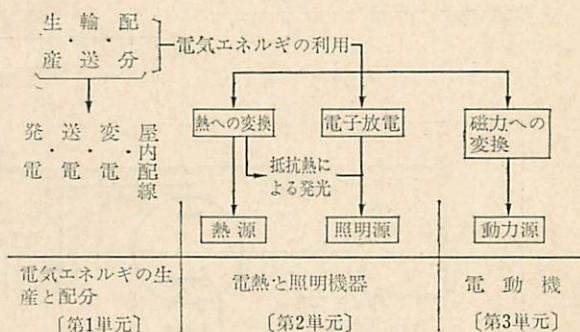 生産・輸送・配分
電気エネルギの利用
発電・送電・変電・屋内配線
熱への変換
電子放電
磁力への
変換
抵抗熱に
よる発光
熱源
照明源
動力源
電気エネルギの生
産と配分
〔第1単元〕
電熱と照明機器
〔第2単元〕
電動機
〔第3単元〕